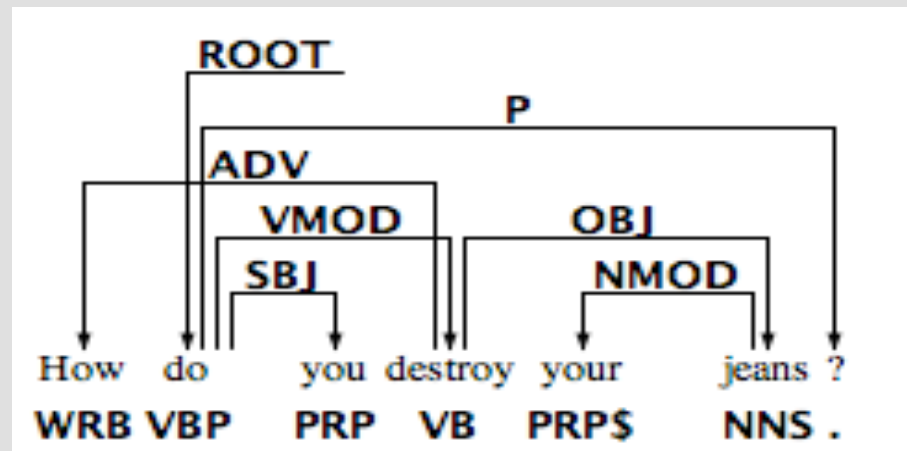 ROOT
P
ADV
VMOD OBJ
SBJ NMOD
How do you destroy your jeans ?
WRB VBP PRP VB PRP$ NNS .